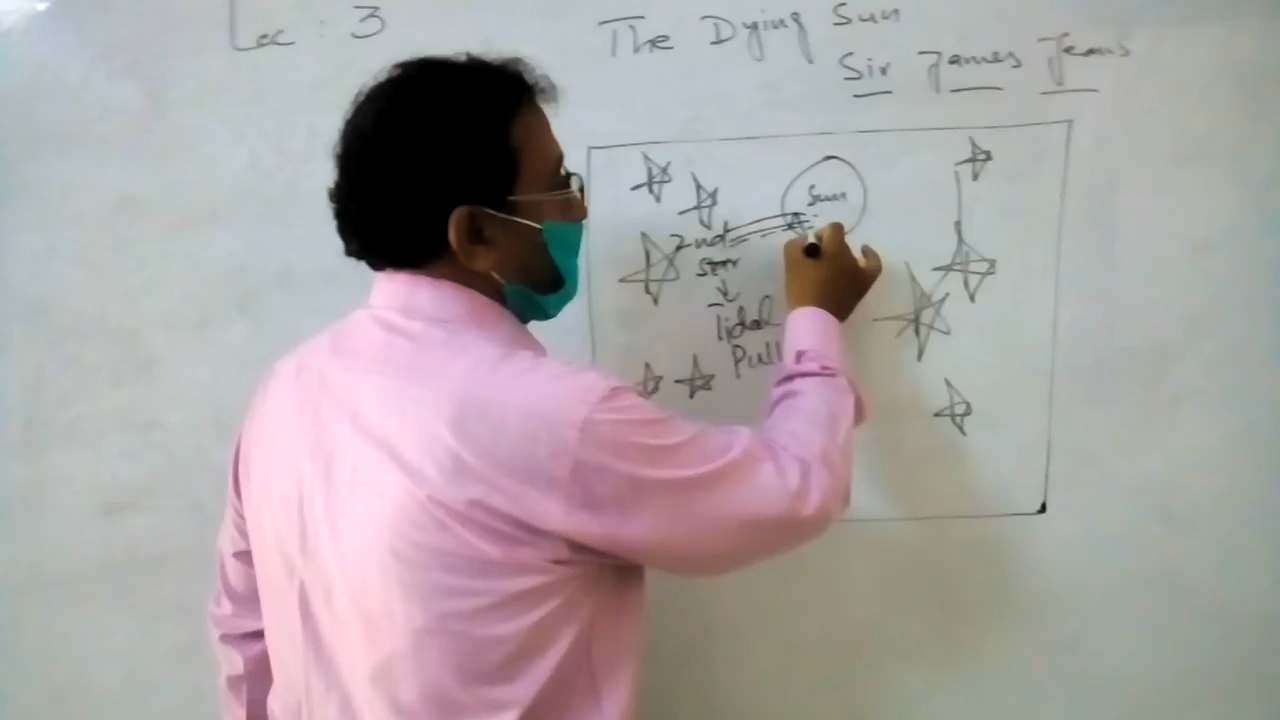 Lec : 3
The Dying Sun
Sir James Jeans
Sun
2nd
Star
Tidal
Pull